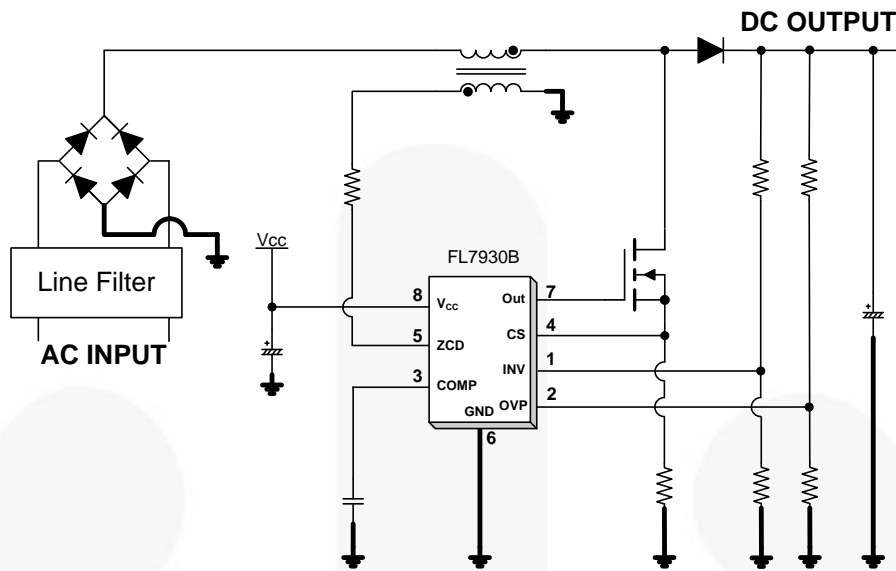 DC OUTPUT
Vcc
FL7930B
Line Filter
AC INPUT
8
VCC
Out
7
5
ZCD
CS
4
3
COMP
INV
1
GND
OVP
2
6
+
+